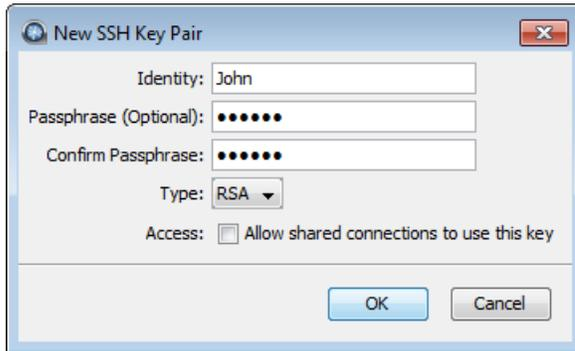 New SSH Key Pair
Identity: John
Passphrase (Optional): ••••••
Confirm Passphrase: ••••••
Type: RSA
Access: Allow shared connections to use this key
OK Cancel